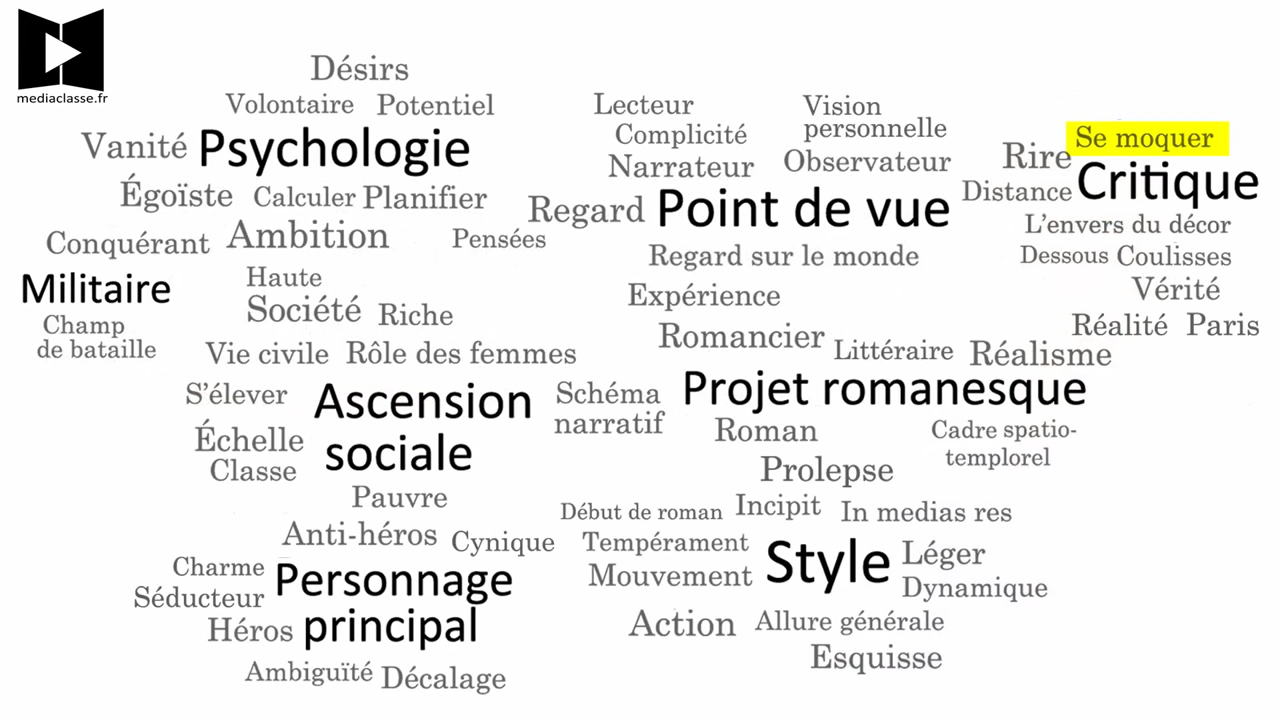 mediaclasse.fr
Désirs
Volontaire Potentiel
Vanité Psychologie
Égoïste Calculer Planifier
Conquérant Ambition Pensées
Militaire
Champ
de bataille
Haute
Société Riche
Vie civile Rôle des femmes
S'élever Ascension
sociale
Échelle
Classe
Pauvre
Anti-héros Cynique
Charme
Séducteur
Personnage
Héros principal
Ambiguïté Décalage
Lecteur
Complicité
Narrateur
Vision
personnelle
Observateur
Regard Point de vue
Regard sur le monde
Expérience
Romancier Littéraire Réalisme
Schéma
narratif
Projet romanesque
Roman
Cadre spatio-
templorel
Prolepse
Début de roman Incipit In medias res
Tempérament
Mouvement
Style
Léger
Dynamique
Action Allure générale
Esquisse
Se moquer
Rire
Distance
Critique
L'envers du décor
Dessous Coulisses
Vérité
Réalité Paris